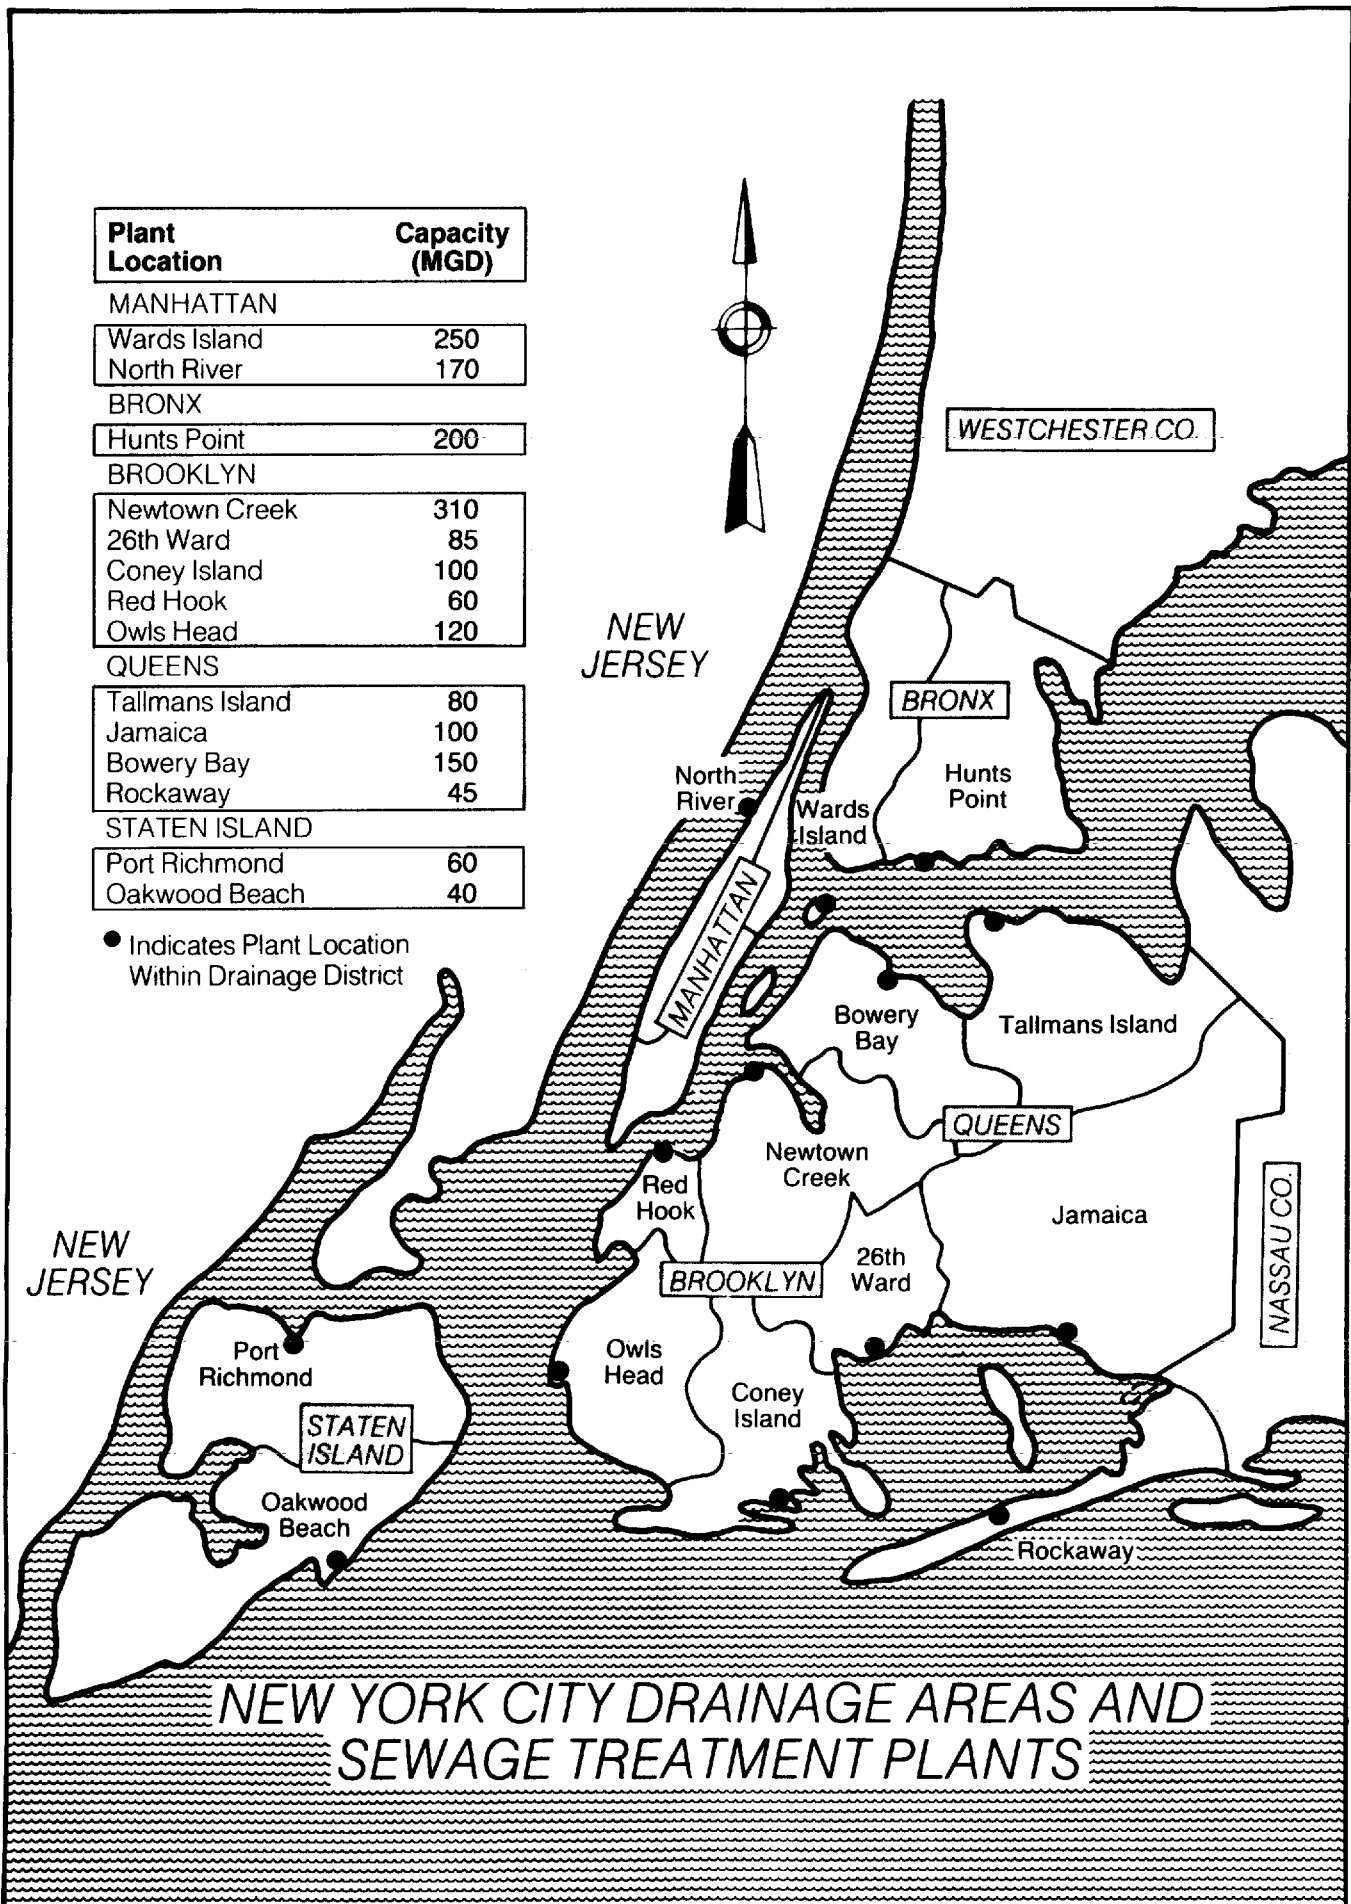 Plant Capacity
Location (MGD)
MANHATTAN
Wards Island 250
North River 170
BRONX
Hunts Point 200
BROOKLYN
Newtown Creek 310
26th Ward 85
Coney Island 100
Red Hook 60
Owls Head 120
QUEENS
Tallmans Island 80
Jamaica 100
Bowery Bay 150
Rockaway 45
STATEN ISLAND
Port Richmond 60
Oakwood Beach 40
Indicates Plant Location
Within Drainage District
WESTCHESTER CO.
NEW
JERSEY
BRONX
North
River
Wards
Island
Hunts
Point
MANHATTAN
Bowery
Bay
Tallmans Island
QUEENS
Newtown
Creek
Red
Hook
Jamaica
NASSAU CO.
NEW
JERSEY
BROOKLYN
26th
Ward
Port
Richmond
Owls
Head
Coney
Island
STATEN
ISLAND
Oakwood
Beach
Rockaway
NEW YORK CITY DRAINAGE AREAS AND
SEWAGE TREATMENT PLANTS